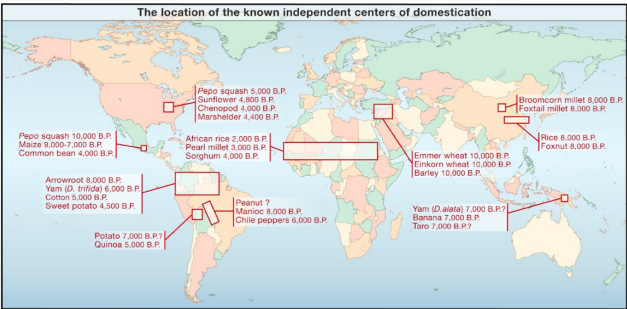 The location of the known independent centers of domestication
Pepo squash 5,000 B.P.
Sunflower 4,800 B.P.
Chenopod 4,000 B.P.
Marshelder 4,400 B.P.
Pepo squash 10,000 B.P.
Maize 9,000-7,000 B.P.
Common bean 4,000 B.P.
African rice 2,000 B.P.
Pearl millet 3,000 B.P.
Sorghum 4,000 B.P.
Broomcorn millet 8,000 B.P.
Foxtail millet 8,000 B.P.
Rice 8,000 B.P.
Foxnut 8,000 B.P.
Emmer wheat 10,000 B.P.
Einkorn wheat 10,000 B.P.
Barley 10,000 B.P.
Arrowroot 8,000 B.P.
Yam (D. trifida) 6,000 B.P.
Cotton 5,000 B.P.
Sweet potato 4,500 B.P.
Peanut ?
Manioc 8,000 B.P.
Chile peppers 6,000 B.P.
Potato 7,000 B.P.?
Quinoa 5,000 B.P.
Yam (D.alata) 7,000 B.P.?
Banana 7,000 B.P.
Taro 7,000 B.P.?